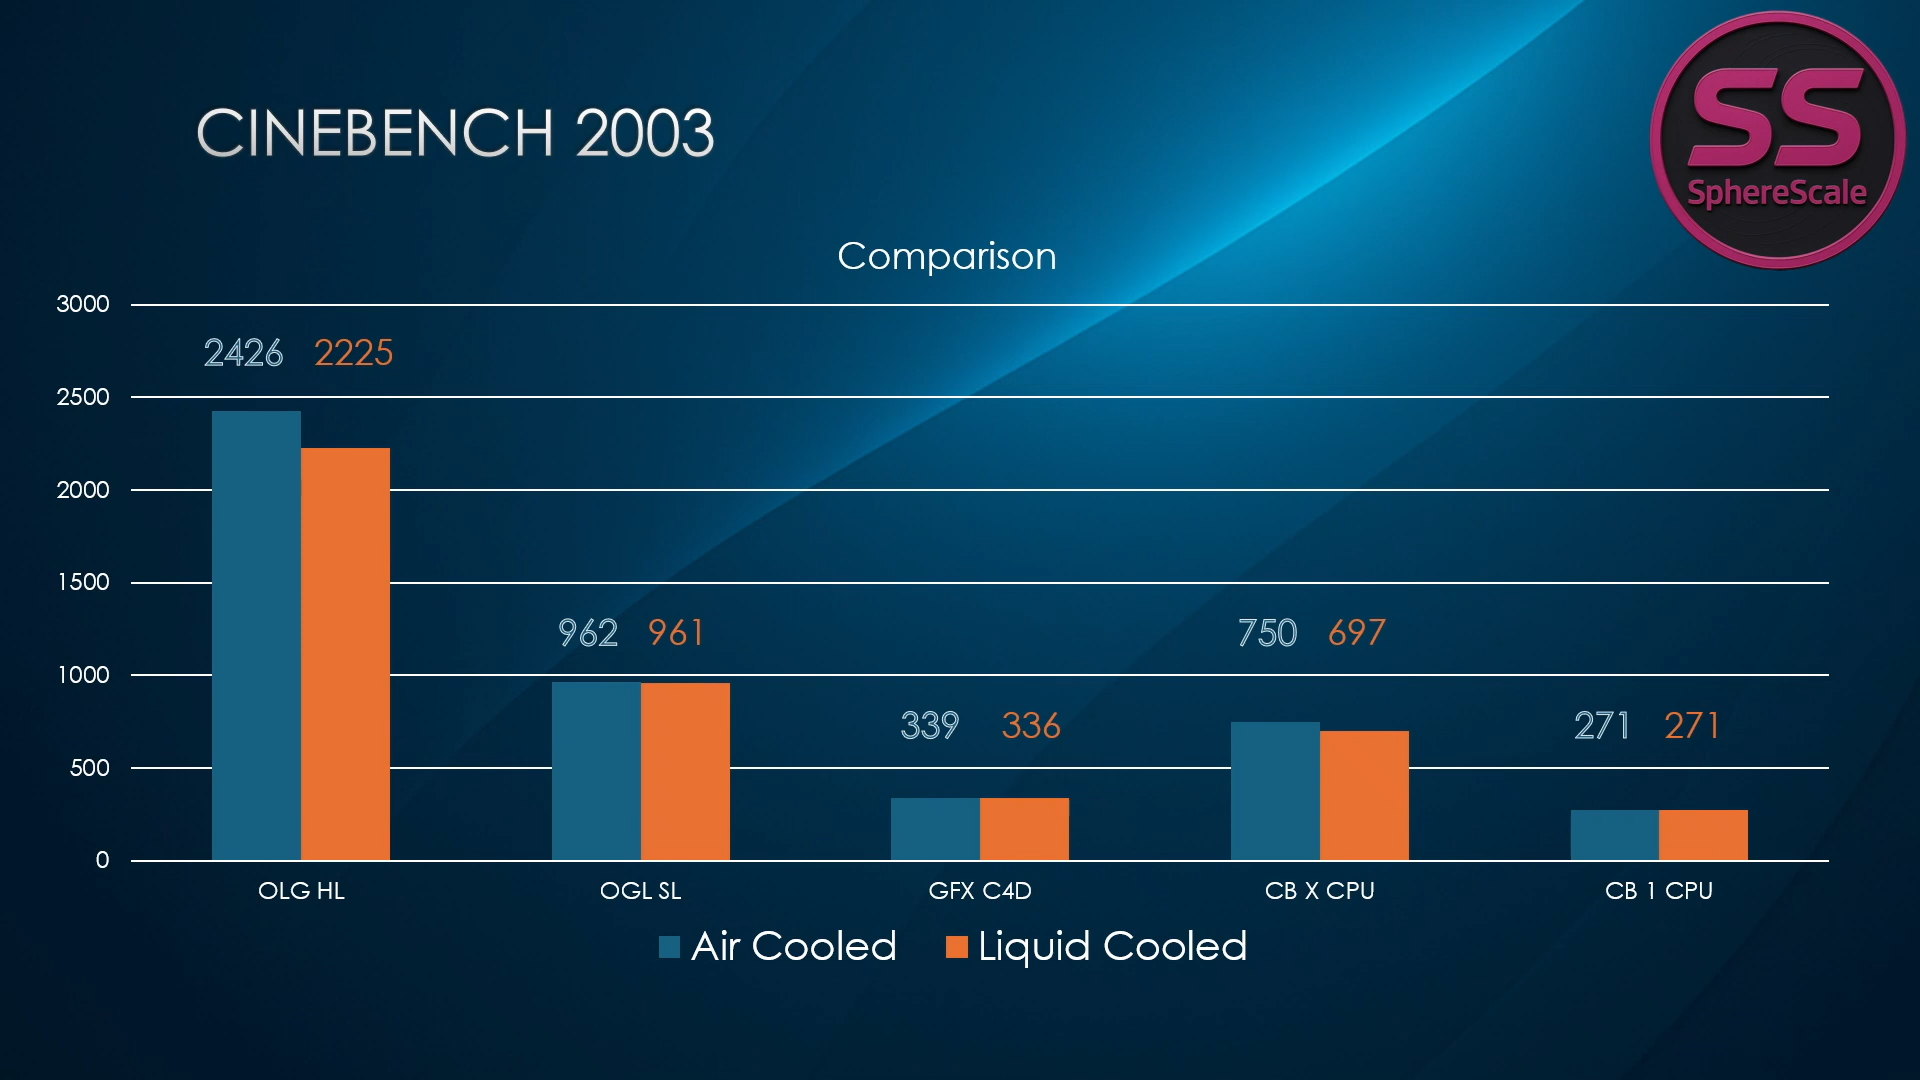 CINEBENCH 2003
SS
SphereScale
Comparison
3000
2426 2225
2500
2000
1500
962 961
750 697
1000
339 336
271 271
500
0
OLG HL
OGL SL
GFX C4D
CB X CPU
CB 1 CPU
Air Cooled
Liquid Cooled